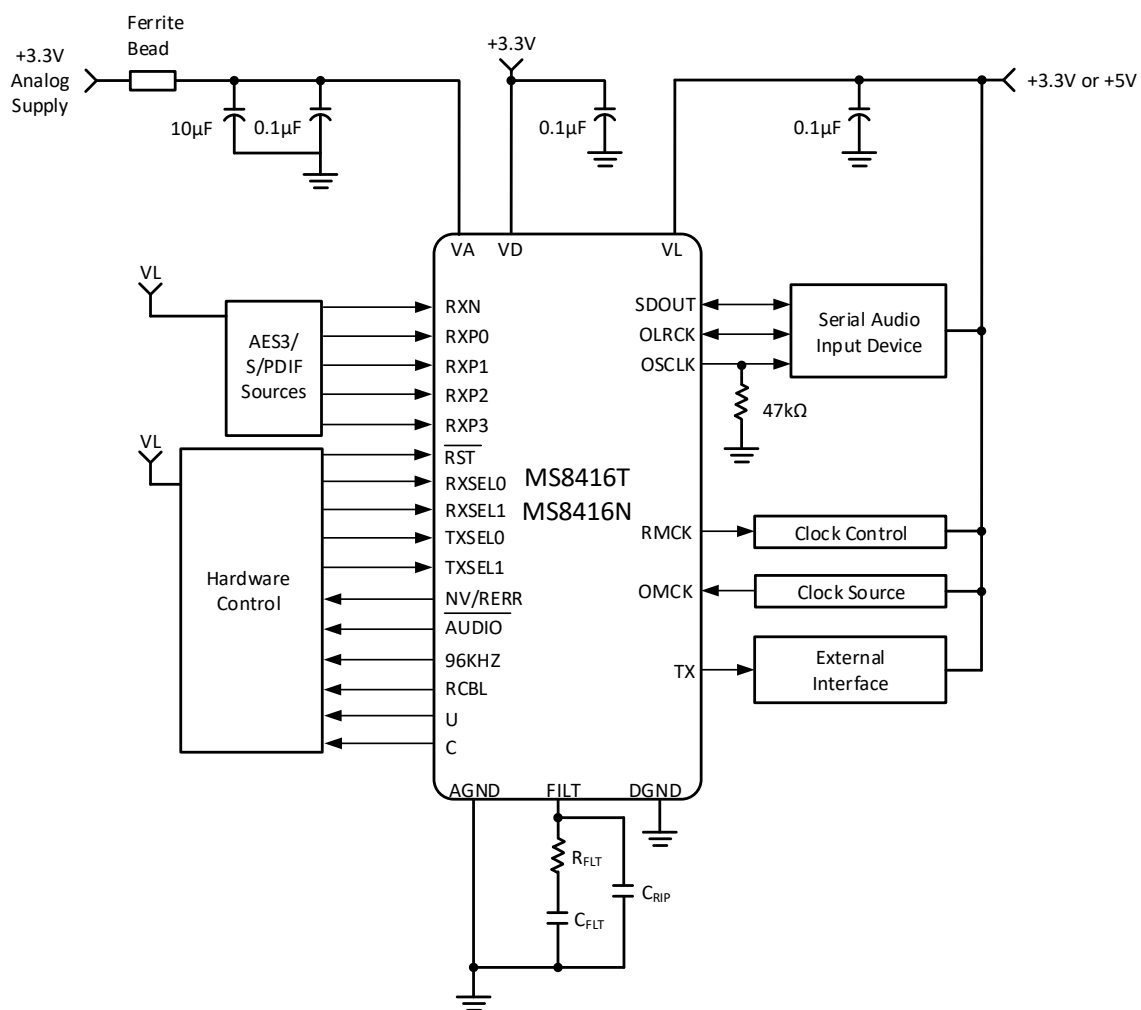 Ferrite
Bead
+3.3V
Analog
Supply
10μF
0.1μF
+3.3V
0.1μF
0.1μF
+3.3V or +5V
VA
VD
VL
VL
AES3/
S/PDIF
Sources
RXN
RXP0
RXP1
RXP2
RXP3
VL
Hardware
Control
RST
RXSEL0
RXSEL1
TXSEL0
TXSEL1
NV/RERR
AUDIO
96KHZ
RCBL
U
C
MS8416T
MS8416N
SDOUT
OLRCK
OSCLK
Serial Audio
Input Device
47kΩ
RMCK
Clock Control
OMCK
Clock Source
TX
External
Interface
AGND
FILT
DGND
RFLT
CFLT
CRIP